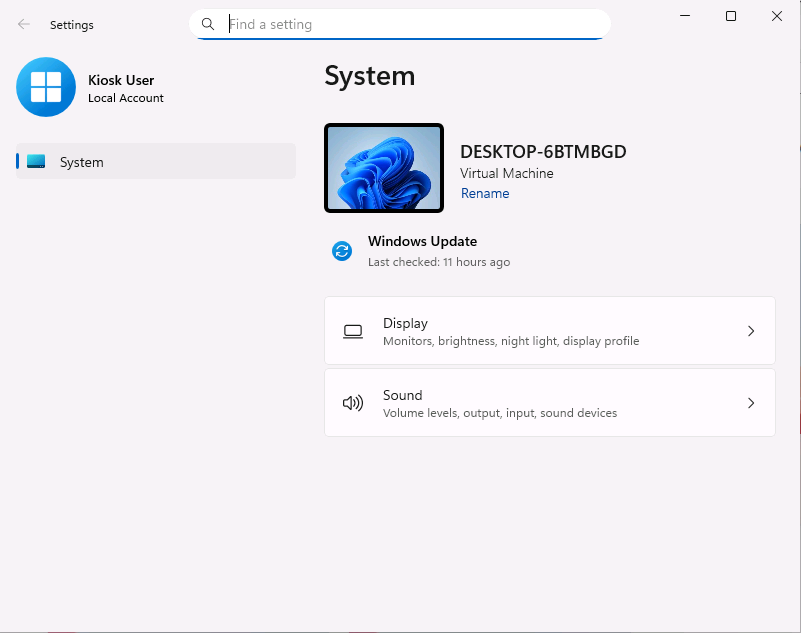 Settings
Find a setting
Kiosk User
Local Account
System
System
DESKTOP-6BTMBGD
Virtual Machine
Rename
Windows Update
Last checked: 11 hours ago
Display
Monitors, brightness, night light, display profile
Sound
Volume levels, output, input, sound devices